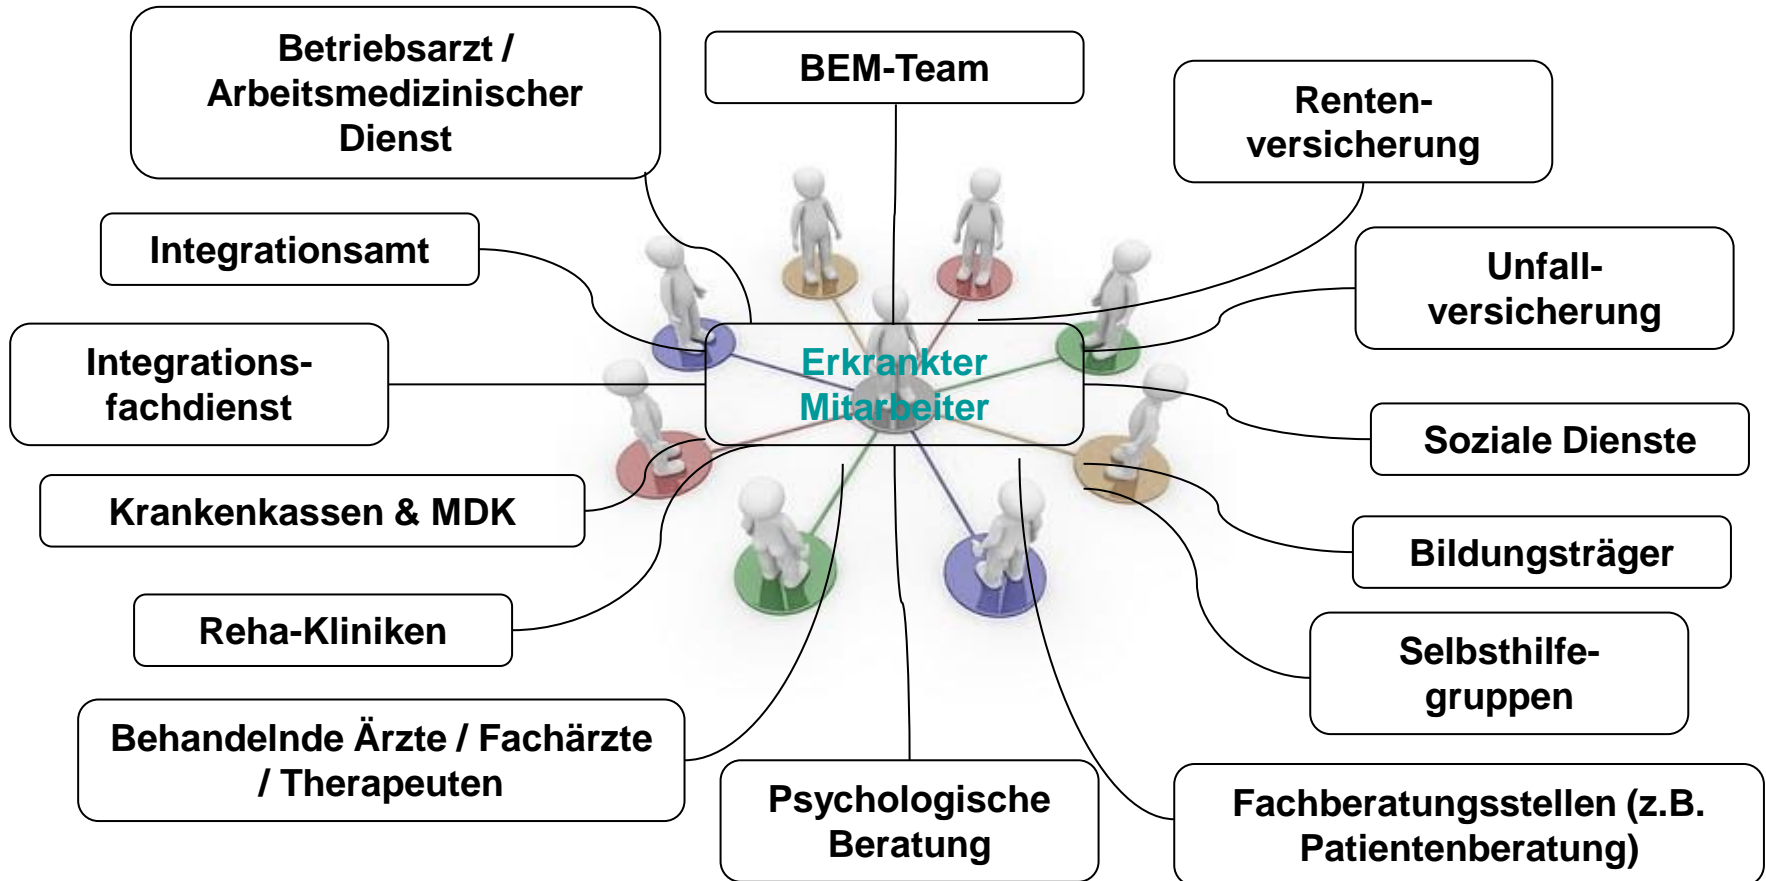 Betriebsarzt /
Arbeitsmedizinischer
Dienst
BEM-Team
Renten-
versicherung
Integrationsamt
Unfall-
versicherung
Integrations-
fachdienst
Erkrankter
Mitarbeiter
Soziale Dienste
Krankenkassen & MDK
Bildungsträger
Reha-Kliniken
Selbsthilfe-
gruppen
Behandelnde Ärzte / Fachärzte
/ Therapeuten
Psychologische
Beratung
Fachberatungsstellen (z.B.
Patientenberatung)